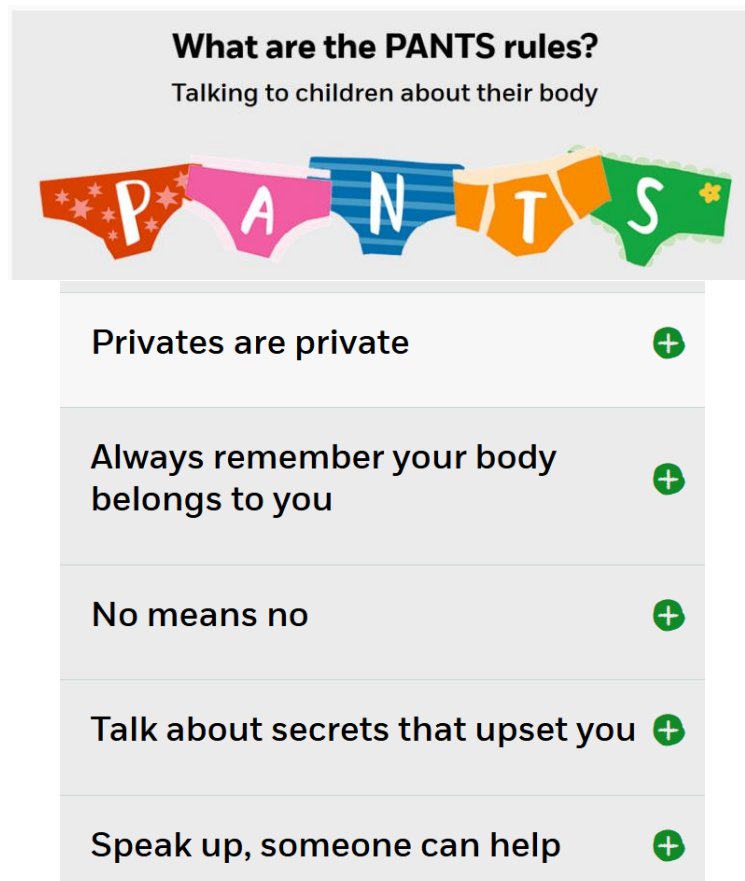 What are the PANTS rules?
Talking to children about their body
P A N T S
Privates are private
Always remember your body
belongs to you
No means no
Talk about secrets that upset you
Speak up, someone can help